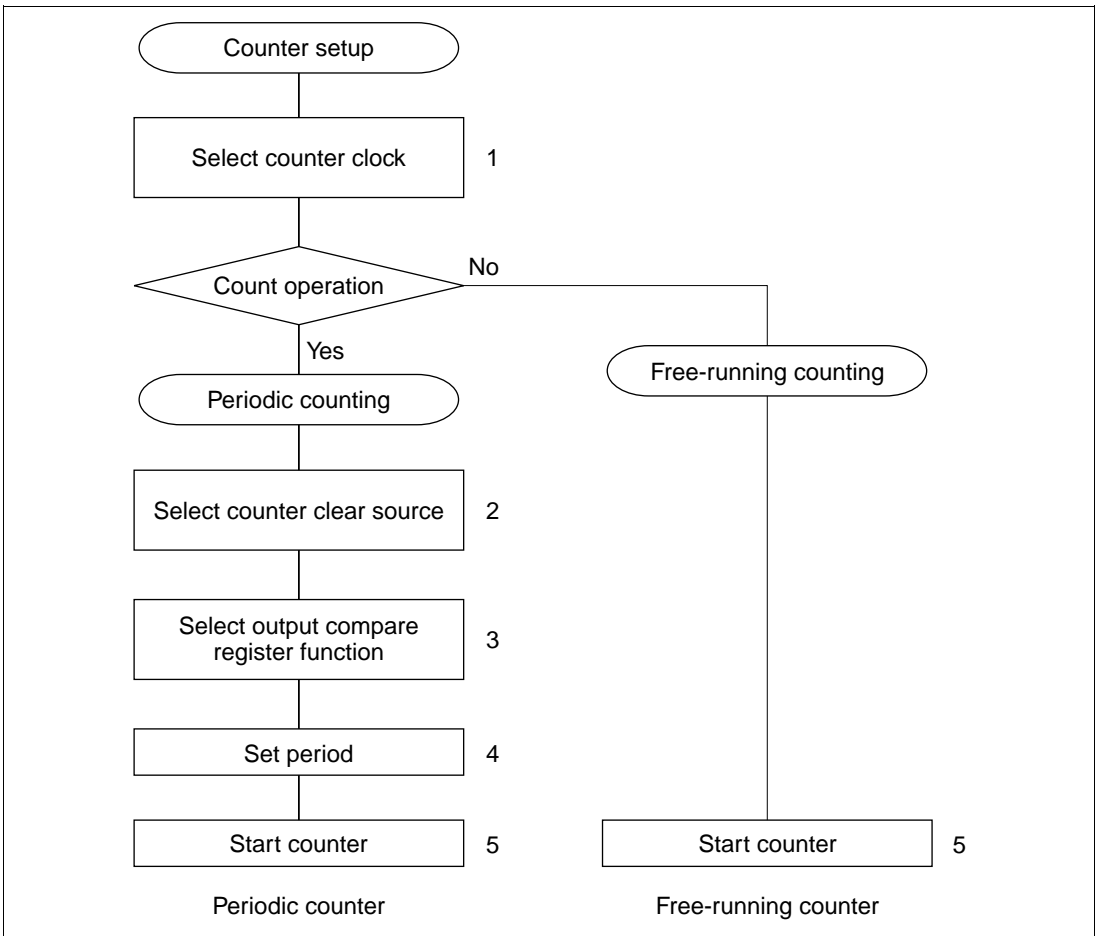 Counter setup
Select counter clock
1
Count operation
No
Yes
Free-running counting
Periodic counting
Select counter clear source
2
Select output compare
register function
3
Set period
4
Start counter
5
Start counter
5
Periodic counter
Free-running counter